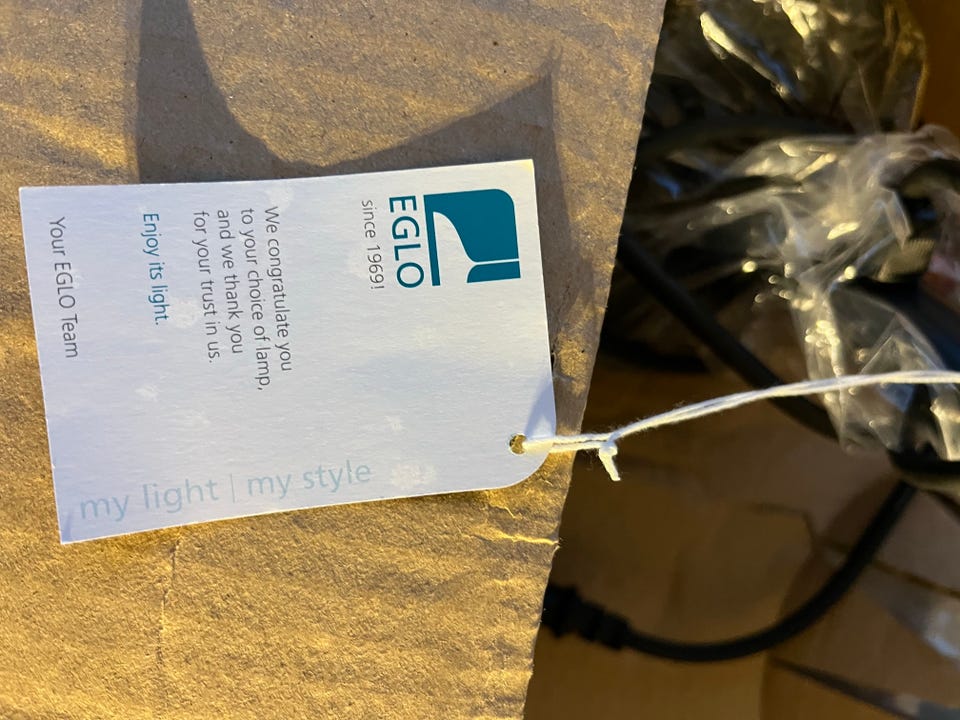 EGLO
since 1969!
We congratulate you
to your choice of lamp,
and we thank you
for your trust in us.
Enjoy its light.
Your EGLO Team
my light | my style